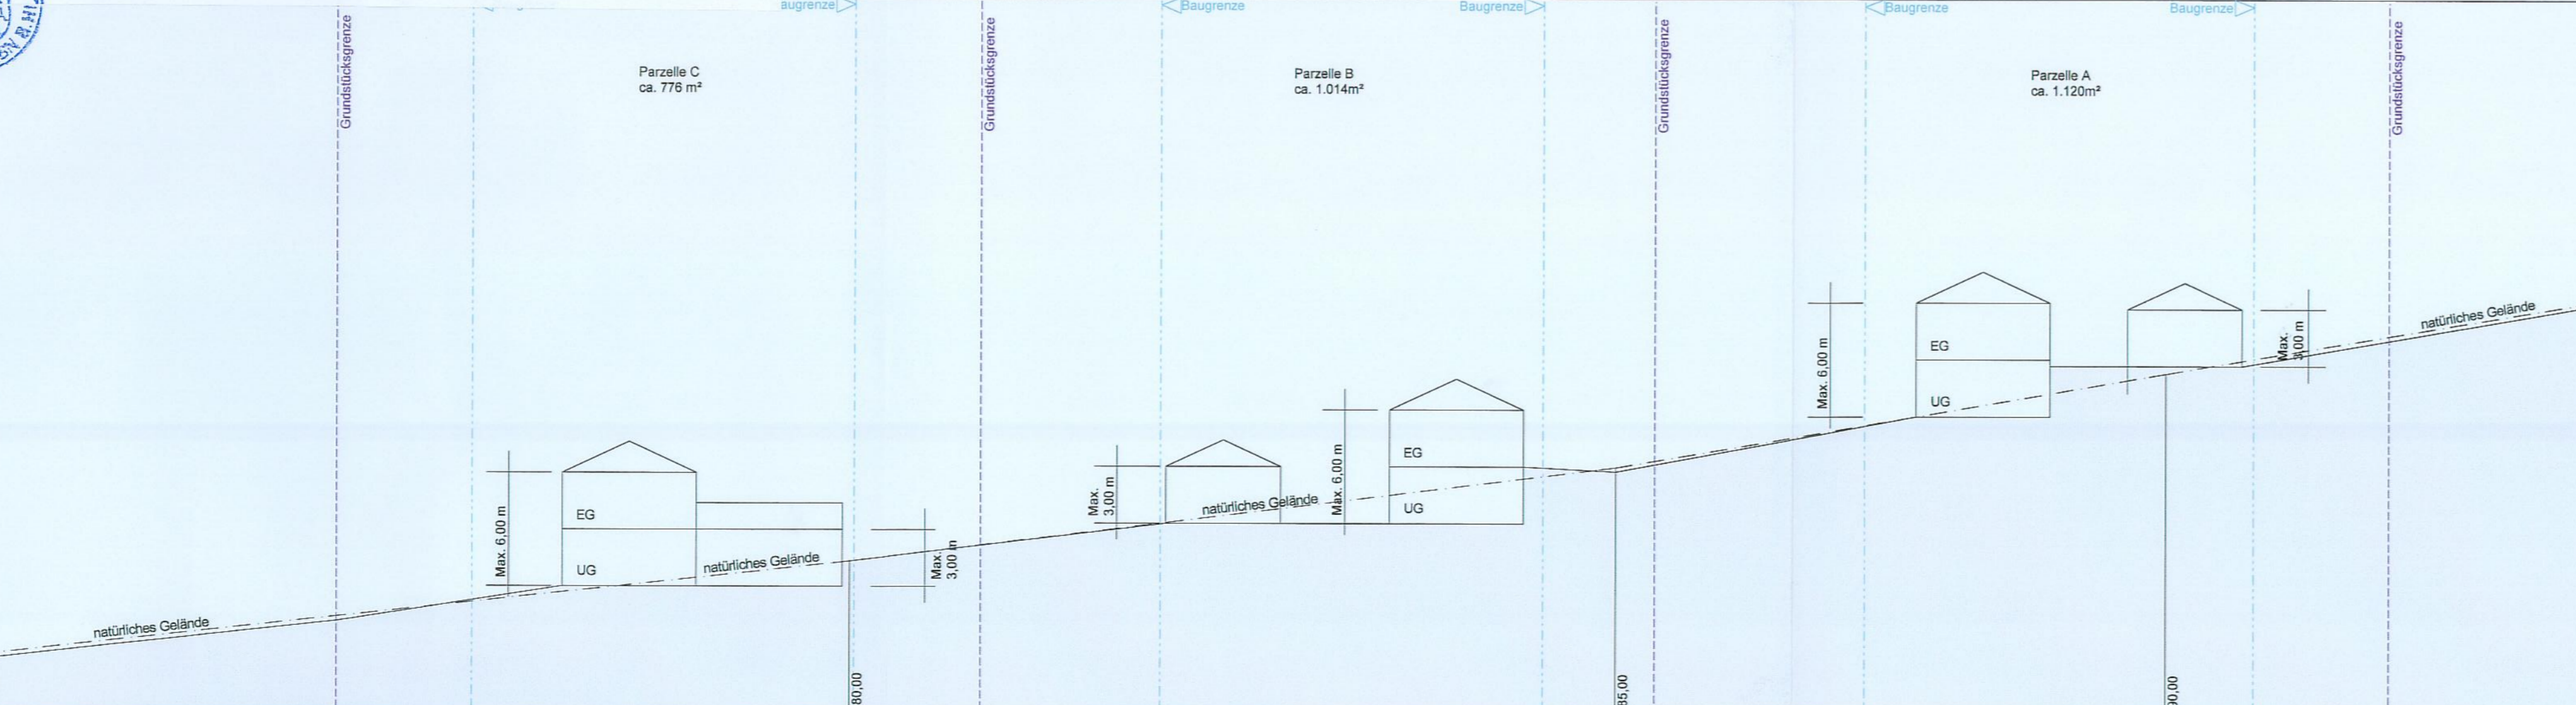 augrenze
Baugrenze
Baugrenze
Baugrenze
Baugrenze
Grundstücksgrenze
Grundstücksgrenze
Grundstücksgrenze
Grundstücksgrenze
Parzelle C
ca. 776 m²
Parzelle B
ca. 1.014m²
Parzelle A
ca. 1.120m²
natürliches Gelände
Max. 6,00 m
EG
UG
natürliches Gelände
Max.
3,00 m
80,00
Max.
3,00 m
natürliches Gelände
Max. 6,00 m
EG
UG
85,00
Max. 6,00 m
EG
UG
90,00
Max.
3,00 m
natürliches Gelände